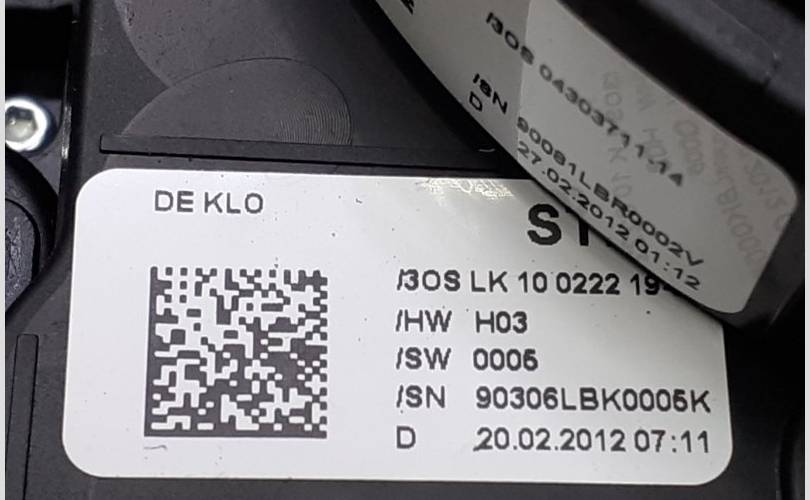 /3OS 04303711-14
/SN 90081LBR0002V
D 27.02.2012 01:12
DE KLO
/3OS LK 10 0222 19
/HW H03
/SW 0005
/SN 90306LBK0005K
D 20.02.2012 07:11